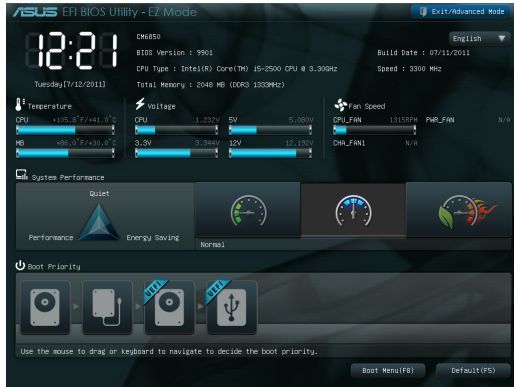 ASUS EFI BIOS Utility - EZ Mode
Exit/Advanced Mode
12:21
Tuesday[7/12/2011]
CM6850
English
BIOS Version : 9901
Build Date : 07/11/2011
CPU Type : Intel(R) Core(TM) i5-2500 CPU @ 3.30GHz
Speed : 3300 MHz
Total Memory : 2048 MB (DDR3 1333MHz)
Temperature
CPU +105.8°F/+41.0°C
MB +86.0°F/+30.0°C
Voltage
CPU 1.232V 5V 5.080V
3.3V 3.344V 12V 12.192V
Fan Speed
CPU_FAN 1315RPM PWR_FAN N/A
CHA_FAN1 N/A
System Performance
Quiet
Performance
Energy Saving
Normal
Boot Priority
UEFI
UEFI
Use the mouse to drag or keyboard to navigate to decide the boot priority.
Boot Menu(F8)
Default(F5)